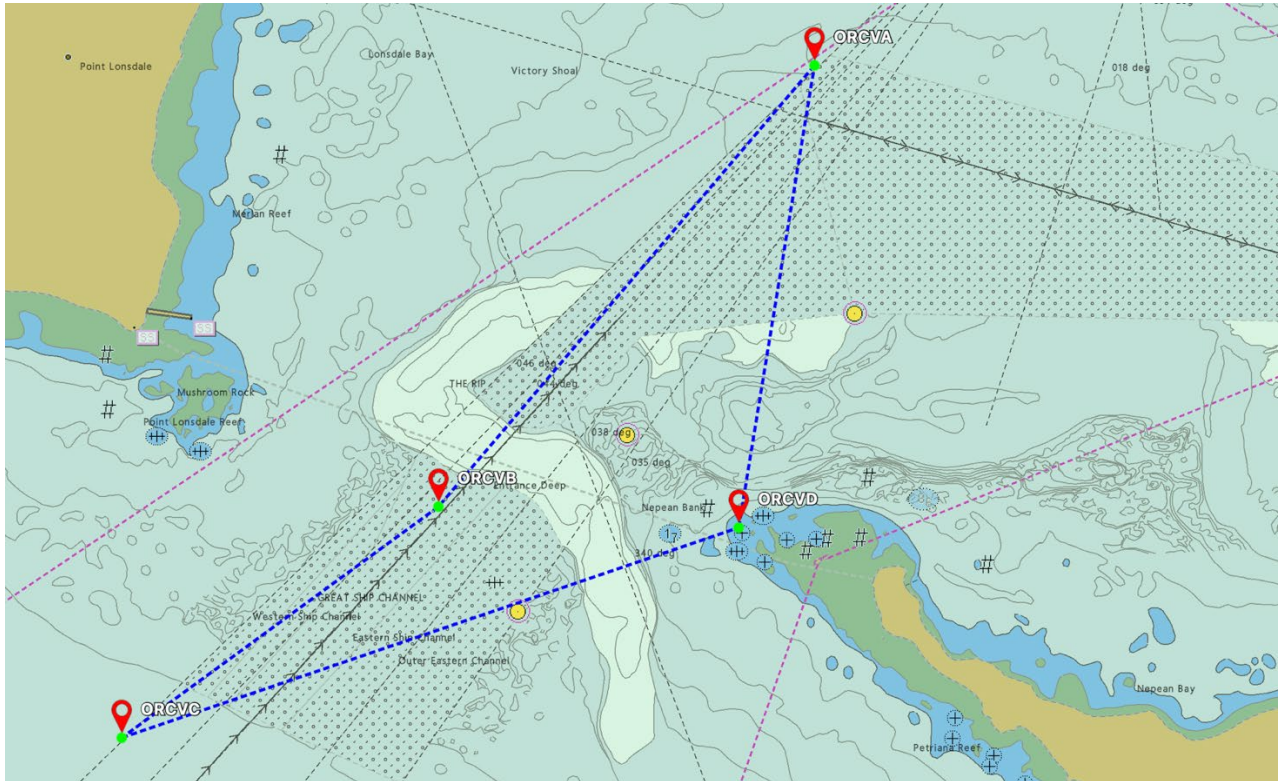 ORCVA
Lonsdale Bay
Point Lonsdale
Victory Shoal
018 deg
Merlan Reef
SS
SS
046 deg
THE RIP
Mushroom Rock
Point Lonsdale Reef
038 deg
035 deg
ORCVB
Entrance Deep
ORCVD
Nepean Bank
17
340 deg
GREAT SHIP CHANNEL
Western Ship Channel
Eastern Ship Channel
Outer Eastern Channel
Nepean Bay
ORCVC
Petriana Reef